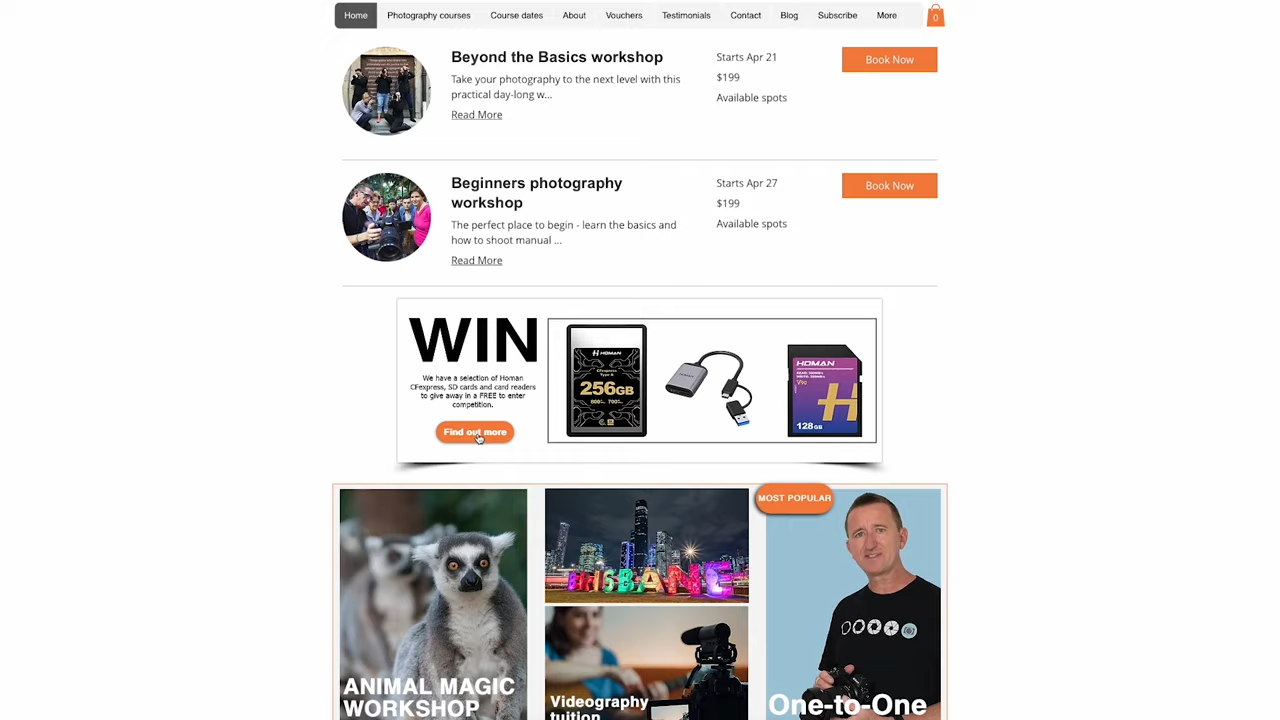 Home Photography courses Course dates About Vouchers Testimonials Contact Blog Subscribe More 0
Beyond the Basics workshop
Take your photography to the next level with this
practical day-long w...
Read More
Starts Apr 21
$199
Available spots
Book Now
Beginners photography
workshop
The perfect place to begin - learn the basics and
how to shoot manual ...
Read More
Starts Apr 27
$199
Available spots
Book Now
WIN
We have a selection of Homan
CFexpress, SD cards and card readers
to give away in a FREE to enter
competition.
Find out more
HOMAN
CFexpress
Type A
256GB
HOMAN
V60
128GB
MOST POPULAR
BRISBANE
ANIMAL MAGIC
WORKSHOP
Videography
tuition
One-to-One